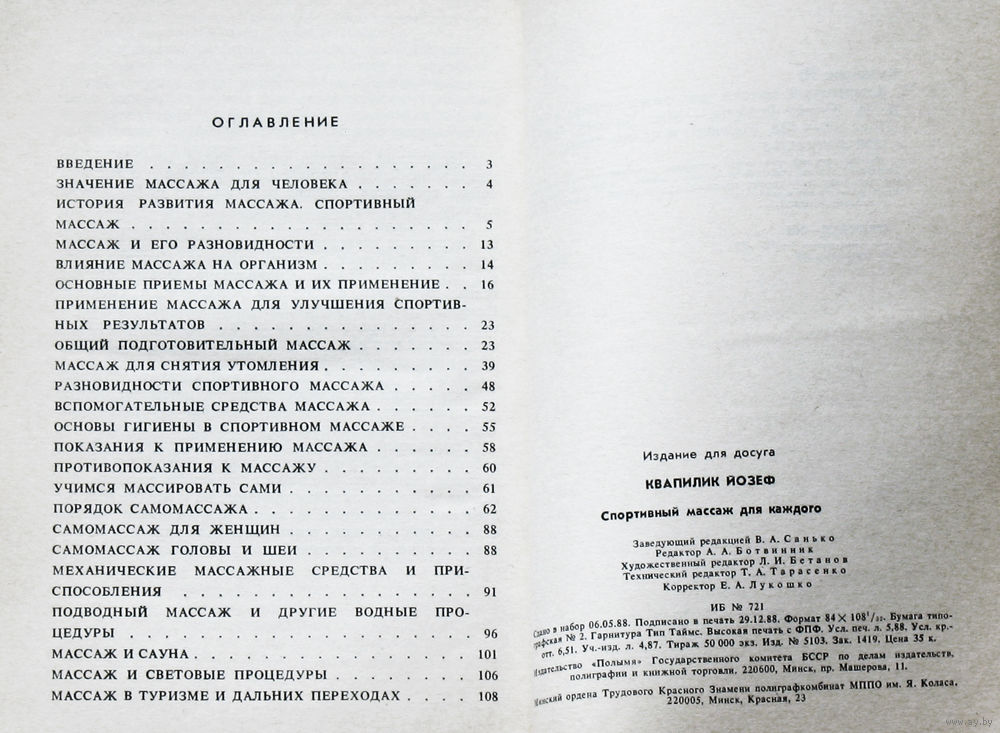 ОГЛАВЛЕНИЕ
ВВЕДЕНИЕ . . . . . . . . . . . . . . . . . . . 3
ЗНАЧЕНИЕ МАССАЖА ДЛЯ ЧЕЛОВЕКА . . . . . . . 4
ИСТОРИЯ РАЗВИТИЯ МАССАЖА. СПОРТИВНЫЙ
МАССАЖ . . . . . . . . . . . . . . . . . . . . 5
МАССАЖ И ЕГО РАЗНОВИДНОСТИ . . . . . . . . . 13
ВЛИЯНИЕ МАССАЖА НА ОРГАНИЗМ . . . . . . . . . 14
ОСНОВНЫЕ ПРИЕМЫ МАССАЖА И ИХ ПРИМЕНЕНИЕ . . 16
ПРИМЕНЕНИЕ МАССАЖА ДЛЯ УЛУЧШЕНИЯ СПОРТИВ-
НЫХ РЕЗУЛЬТАТОВ . . . . . . . . . . . . . . . 23
ОБЩИЙ ПОДГОТОВИТЕЛЬНЫЙ МАССАЖ . . . . . . . 23
МАССАЖ ДЛЯ СНЯТИЯ УТОМЛЕНИЯ . . . . . . . . . 39
РАЗНОВИДНОСТИ СПОРТИВНОГО МАССАЖА . . . . . 48
ВСПОМОГАТЕЛЬНЫЕ СРЕДСТВА МАССАЖА . . . . . . 52
ОСНОВЫ ГИГИЕНЫ В СПОРТИВНОМ МАССАЖЕ . . . . 55
ПОКАЗАНИЯ К ПРИМЕНЕНИЮ МАССАЖА . . . . . . 58
ПРОТИВОПОКАЗАНИЯ К МАССАЖУ . . . . . . . . . 60
УЧИМСЯ МАССИРОВАТЬ САМИ . . . . . . . . . . . 61
ПОРЯДОК САМОМАССАЖА . . . . . . . . . . . . 62
САМОМАССАЖ ДЛЯ ЖЕНЩИН . . . . . . . . . . . 88
САМОМАССАЖ ГОЛОВЫ И ШЕИ . . . . . . . . . . 88
МЕХАНИЧЕСКИЕ МАССАЖНЫЕ СРЕДСТВА И ПРИ-
СПОСОБЛЕНИЯ . . . . . . . . . . . . . . . . . 91
ПОДВОДНЫЙ МАССАЖ И ДРУГИЕ ВОДНЫЕ ПРО-
ЦЕДУРЫ . . . . . . . . . . . . . . . . . . . . 96
МАССАЖ И САУНА . . . . . . . . . . . . . . . 101
МАССАЖ И СВЕТОВЫЕ ПРОЦЕДУРЫ . . . . . . . . 106
МАССАЖ В ТУРИЗМЕ И ДАЛЬНИХ ПЕРЕХОДАХ . . . . 108
Издание для досуга
КВАПИЛИК ЙОЗЕФ
Спортивный массаж для каждого
Заведующий редакцией В. А. Санько
Редактор А. А. Ботвинник
Художественный редактор Л. И. Бетанов
Технический редактор Т. А. Тарасенко
Корректор Е. А. Лукошко
ИБ № 721
Сдано в набор 06.05.88. Подписано в печать 29.12.88. Формат 84×108¹/₃₂. Бумага типо-
графская № 2. Гарнитура Тип Таймс. Высокая печать с ФПФ. Усл. печ. л. 5,88. Усл. кр.-
отт. 6,51. Уч.-изд. л. 4,87. Тираж 50 000 экз. Изд. № 5103. Зак. 1419. Цена 35 к.
Издательство «Полымя» Государственного комитета БССР по делам издательств,
полиграфии и книжной торговли. 220600, Минск, пр. Машерова, 11.
Минский ордена Трудового Красного Знамени полиграфкомбинат МППО им. Я. Коласа.
220005, Минск, Красная, 23
www.ay.by